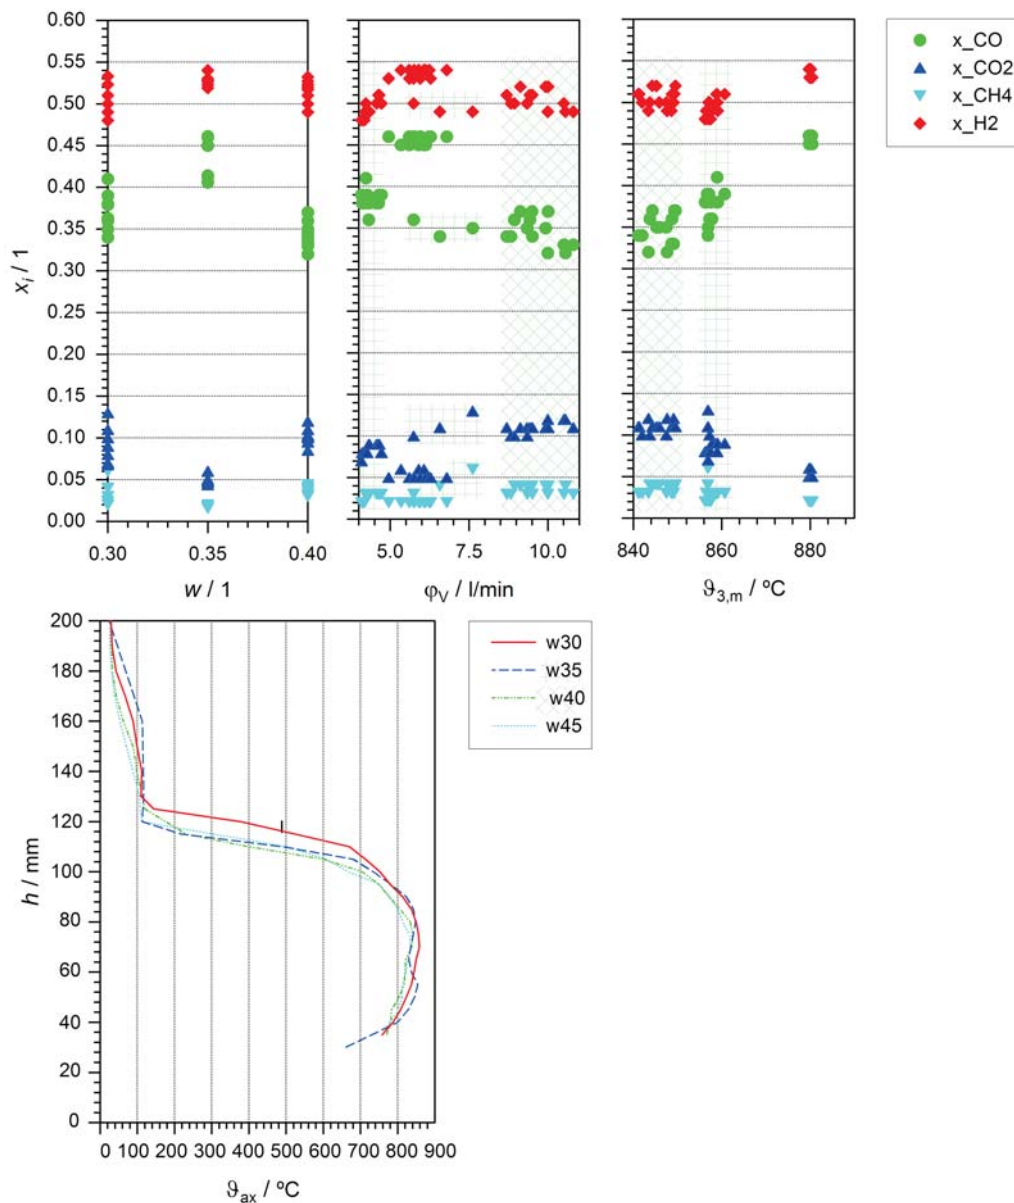 0.60
0.55
0.50
0.45
0.40
0.35
0.30
0.25
0.20
0.15
0.10
0.05
0.00
x_i / 1
0.30 0.35 0.40
w / 1
5.0 7.5 10.0
φ_V / l/min
840 860 880
ϑ_3,m / ºC
x_CO
x_CO2
x_CH4
x_H2
200
180
160
140
120
100
80
60
40
20
0
h / mm
0 100 200 300 400 500 600 700 800 900
ϑ_ax / ºC
w30
w35
w40
w45